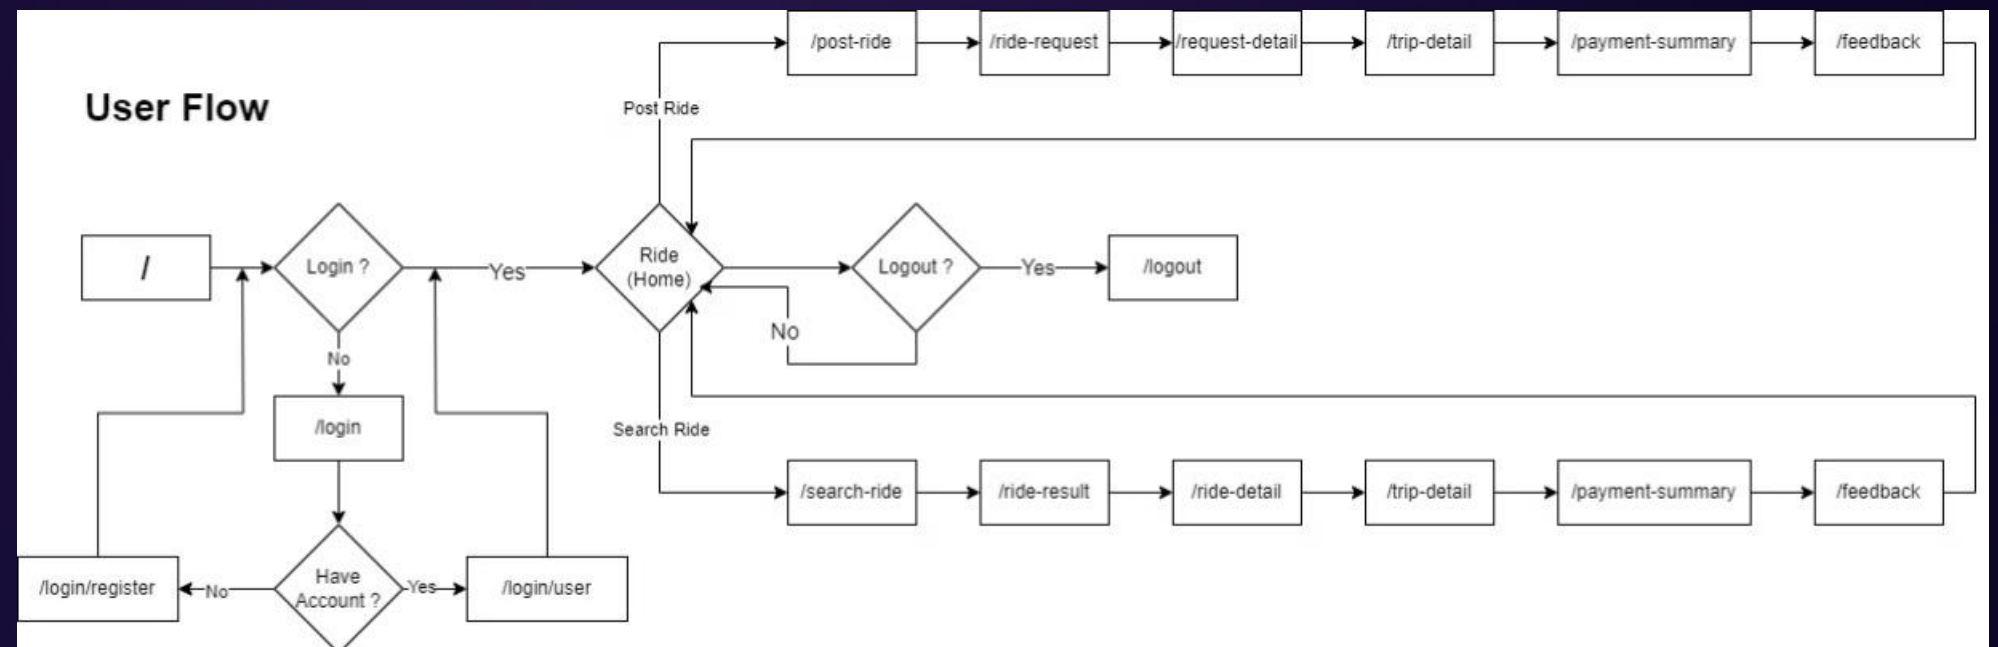 /post-ride
/ride-request
/request-detail
/trip-detail
/payment-summary
/feedback
User Flow
Post Ride
/
Login ?
Yes
Ride
(Home)
Logout ?
Yes
/logout
No
No
/login
Search Ride
/search-ride
/ride-result
/ride-detail
/trip-detail
/payment-summary
/feedback
/login/register
No
Have
Account ?
Yes
/login/user